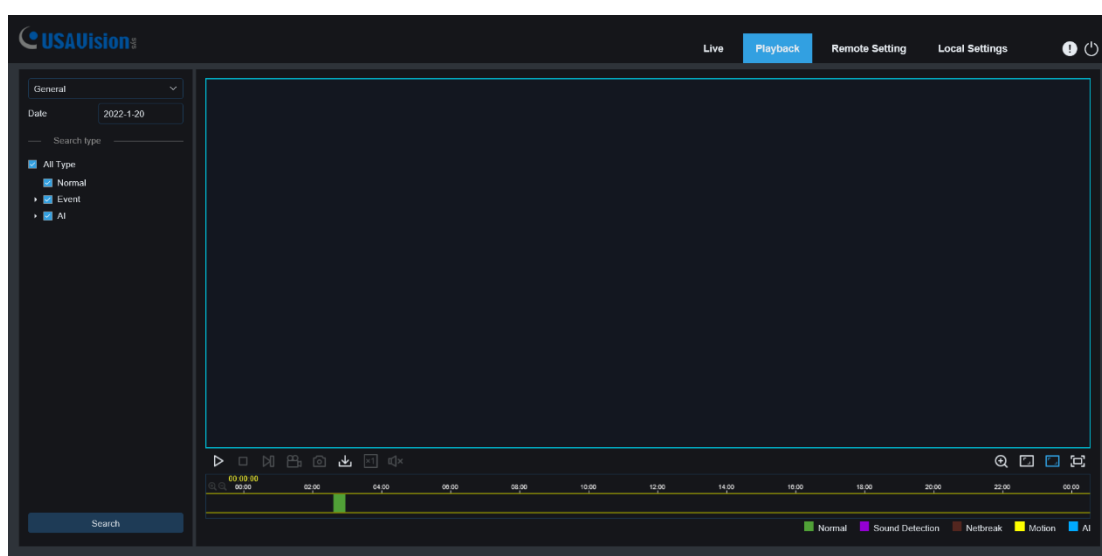 USAVision
Live Playback Remote Setting Local Settings
General
Date 2022-1-20
Search type
All Type
Normal
Event
AI
×1
00:00:00
00:00 02:00 04:00 06:00 08:00 10:00 12:00 14:00 16:00 18:00 20:00 22:00 00:00
Search
Normal Sound Detection Netbreak Motion AI